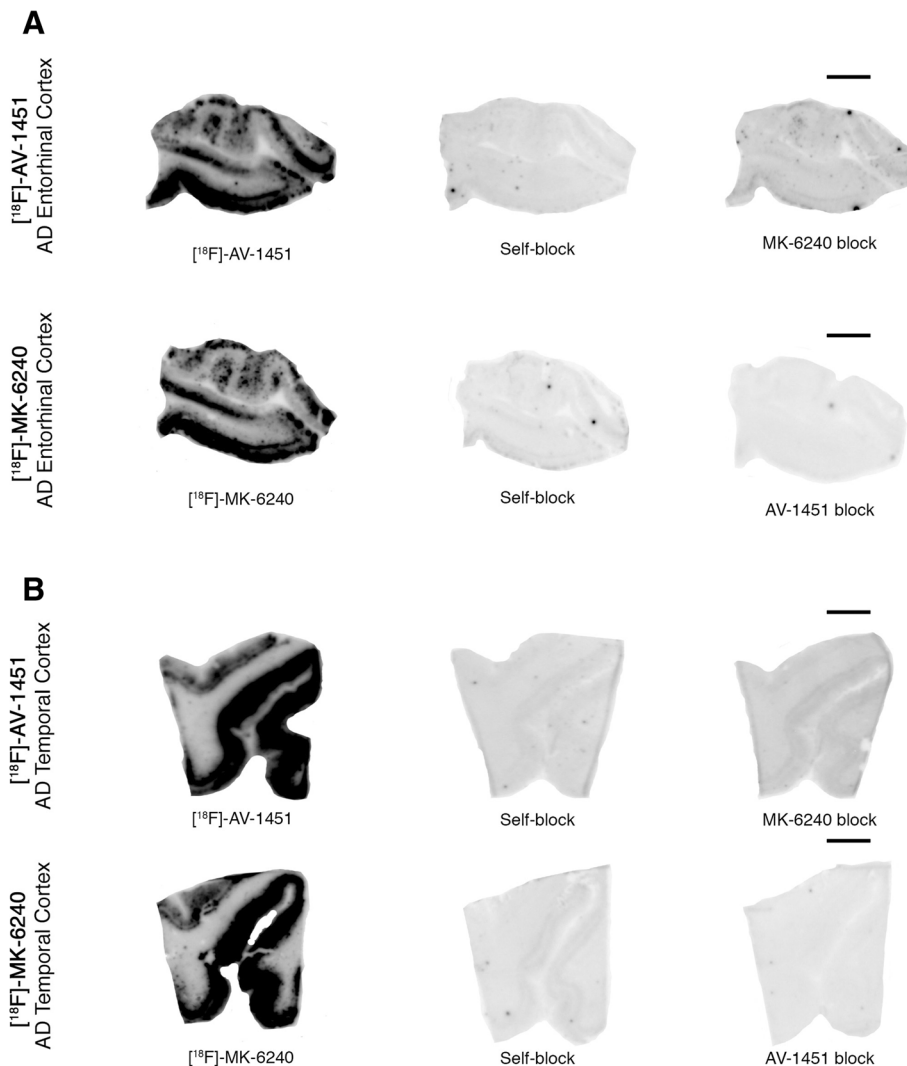 A
[¹⁸F]-AV-1451
AD Entorhinal Cortex
[¹⁸F]-AV-1451
Self-block
MK-6240 block
[¹⁸F]-MK-6240
AD Entorhinal Cortex
[¹⁸F]-MK-6240
Self-block
AV-1451 block
B
[¹⁸F]-AV-1451
AD Temporal Cortex
[¹⁸F]-AV-1451
Self-block
MK-6240 block
[¹⁸F]-MK-6240
AD Temporal Cortex
[¹⁸F]-MK-6240
Self-block
AV-1451 block